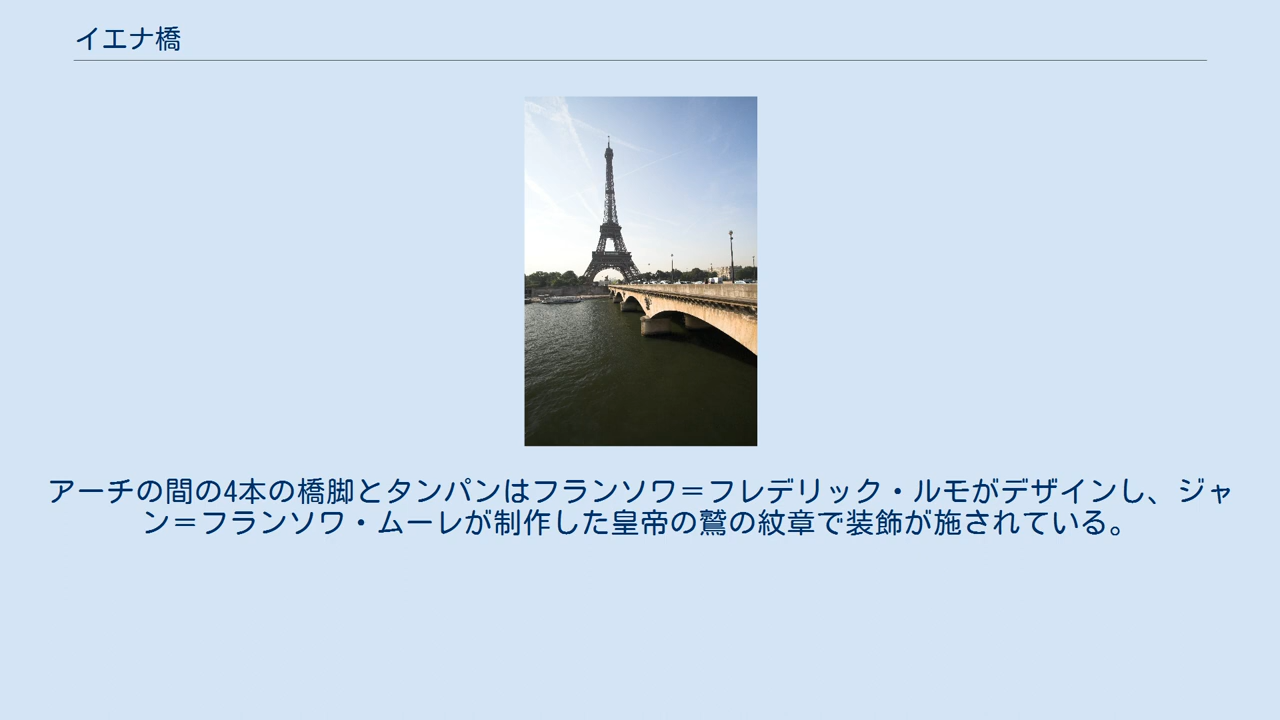 イエナ橋
アーチの間の4本の橋脚とタンパンはフランソワ＝フレデリック・ルモがデザインし、ジャ
ン＝フランソワ・ムーレが制作した皇帝の鷲の紋章で装飾が施されている。